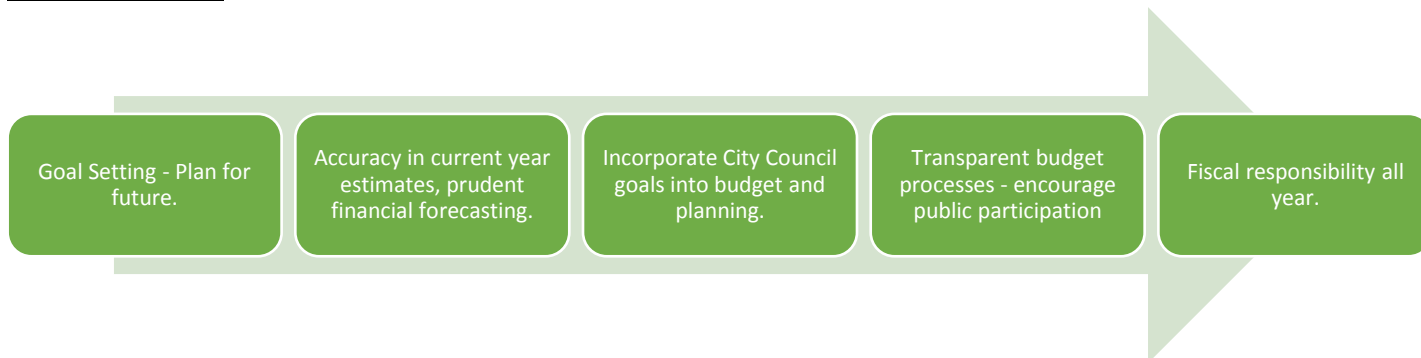 Goal Setting - Plan for
future.
Accuracy in current year
estimates, prudent
financial forecasting.
Incorporate City Council
goals into budget and
planning.
Transparent budget
processes - encourage
public participation
Fiscal responsibility all
year.